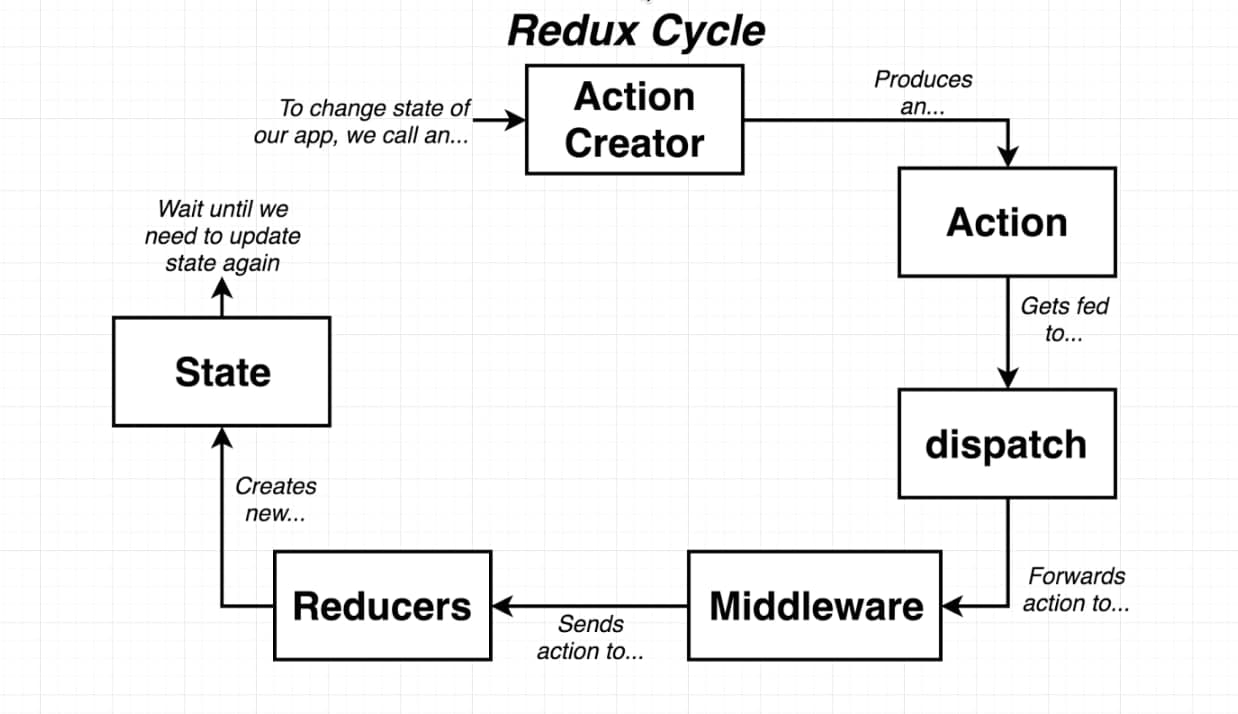 Redux Cycle
To change state of
our app, we call an...
Action
Creator
Produces
an...
Action
Gets fed
to...
dispatch
Forwards
action to...
Middleware
Sends
action to...
Reducers
Creates
new...
State
Wait until we
need to update
state again